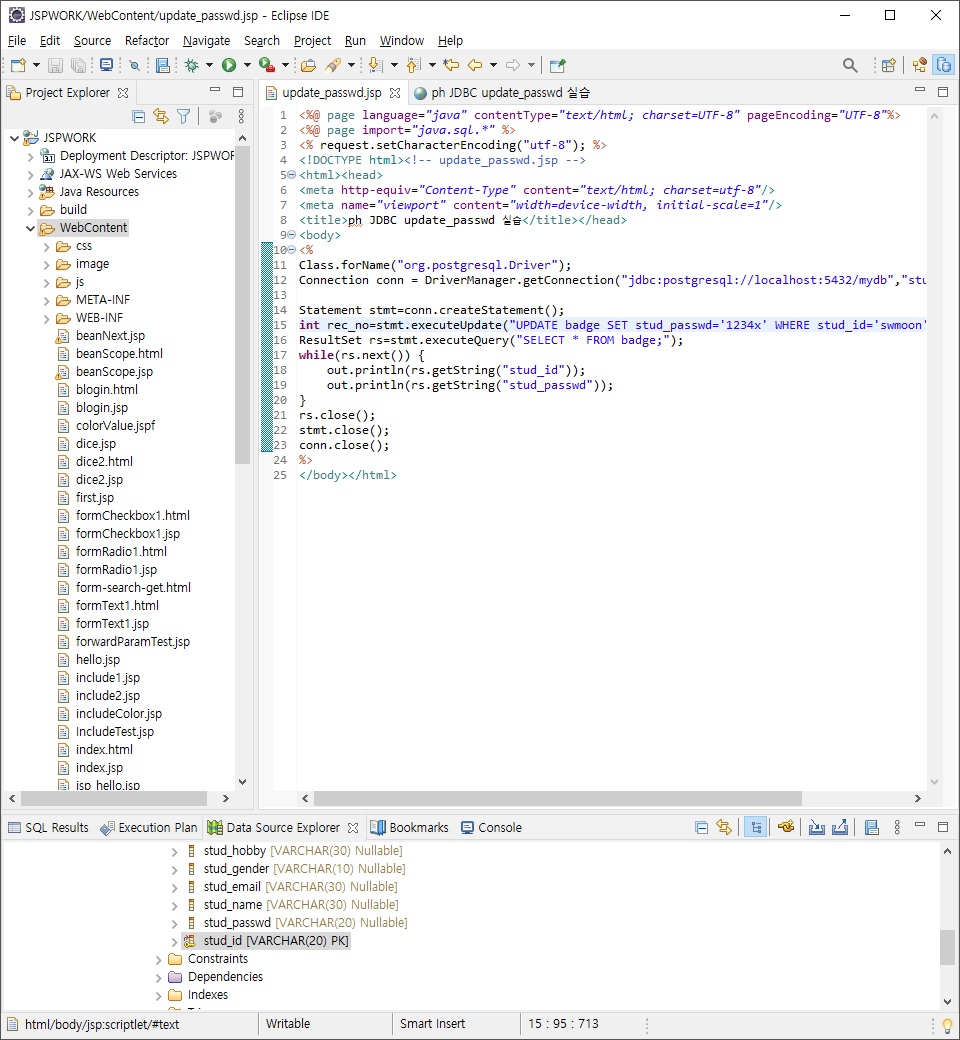 JSPWORK/WebContent/update_passwd.jsp - Eclipse IDE
File Edit Source Refactor Navigate Search Project Run Window Help
Project Explorer
JSPWORK
Deployment Descriptor: JSPWOR
JAX-WS Web Services
Java Resources
build
WebContent
css
image
js
META-INF
WEB-INF
beanNext.jsp
beanScope.html
beanScope.jsp
blogin.html
blogin.jsp
colorValue.jspf
dice.jsp
dice2.html
dice2.jsp
first.jsp
formCheckbox1.html
formCheckbox1.jsp
formRadio1.html
formRadio1.jsp
form-search-get.html
formText1.html
formText1.jsp
forwardParamTest.jsp
hello.jsp
include1.jsp
include2.jsp
includeColor.jsp
IncludeTest.jsp
index.html
index.jsp
jsp_hello.jsp
update_passwd.jsp ph JDBC update_passwd 실습
1 <%@ page language="java" contentType="text/html; charset=UTF-8" pageEncoding="UTF-8"%>
2 <%@ page import="java.sql.*" %>
3 <% request.setCharacterEncoding("utf-8"); %>
4 <!DOCTYPE html><!-- update_passwd.jsp -->
5 <html><head>
6 <meta http-equiv="Content-Type" content="text/html; charset=utf-8"/>
7 <meta name="viewport" content="width=device-width, initial-scale=1"/>
8 <title>ph JDBC update_passwd 실습</title></head>
9 <body>
10 <%
11 Class.forName("org.postgresql.Driver");
12 Connection conn = DriverManager.getConnection("jdbc:postgresql://localhost:5432/mydb","stu
13
14 Statement stmt=conn.createStatement();
15 int rec_no=stmt.executeUpdate("UPDATE badge SET stud_passwd='1234x' WHERE stud_id='swmoon'
16 ResultSet rs=stmt.executeQuery("SELECT * FROM badge;");
17 while(rs.next()) {
18 out.println(rs.getString("stud_id"));
19 out.println(rs.getString("stud_passwd"));
20 }
21 rs.close();
22 stmt.close();
23 conn.close();
24 %>
25 </body></html>
SQL Results Execution Plan Data Source Explorer Bookmarks Console
stud_hobby [VARCHAR(30) Nullable]
stud_gender [VARCHAR(10) Nullable]
stud_email [VARCHAR(30) Nullable]
stud_name [VARCHAR(30) Nullable]
stud_passwd [VARCHAR(20) Nullable]
stud_id [VARCHAR(20) PK]
Constraints
Dependencies
Indexes
html/body/jsp:scriptlet/#text Writable Smart Insert 15 : 95 : 713